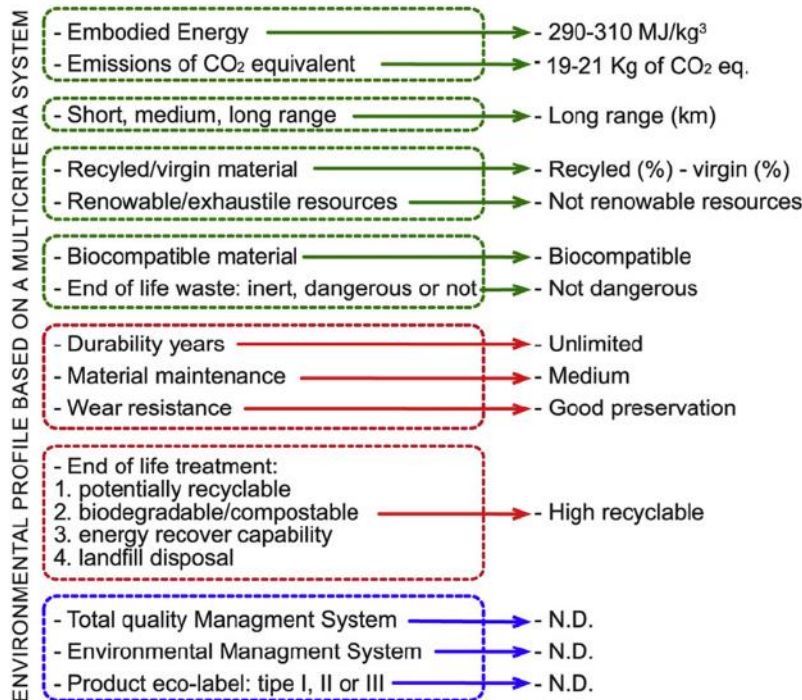 ENVIRONMENTAL PROFILE BASED ON A MULTICRITERIA SYSTEM
- Embodied Energy - 290-310 MJ/kg³
- Emissions of CO₂ equivalent - 19-21 Kg of CO₂ eq.
- Short, medium, long range - Long range (km)
- Recyled/virgin material - Recyled (%) - virgin (%)
- Renowable/exhaustile resources - Not renowable resources
- Biocompatible material - Biocompatible
- End of life waste: inert, dangerous or not - Not dangerous
- Durability years - Unlimited
- Material maintenance - Medium
- Wear resistance - Good preservation
- End of life treatment:
1. potentially recyclable
2. biodegradable/compostable - High recyclable
3. energy recover capability
4. landfill disposal
- Total quality Managment System - N.D.
- Environmental Managment System - N.D.
- Product eco-label: tipe I, II or III - N.D.